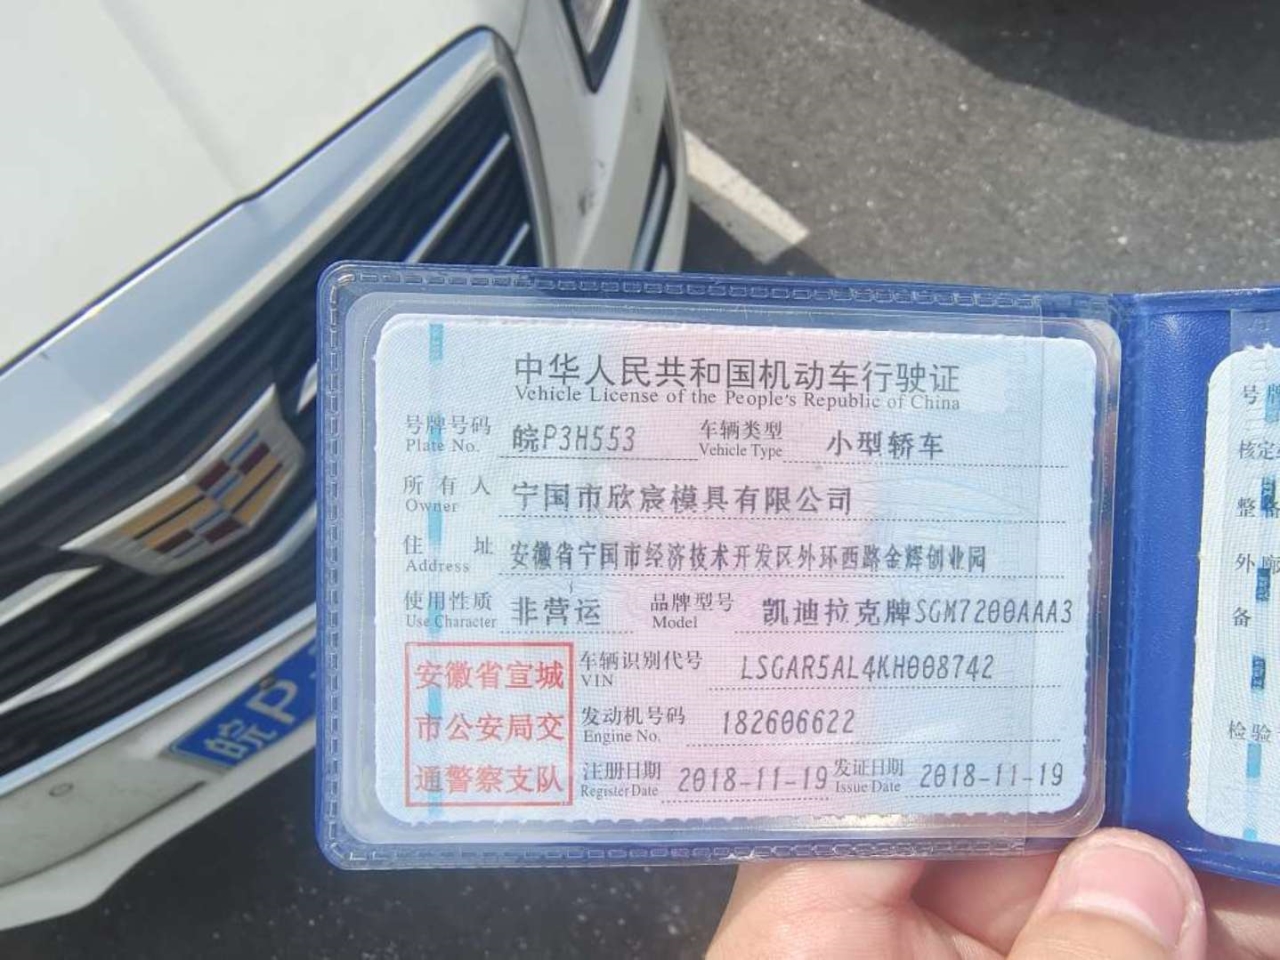 中华人民共和国机动车行驶证
Vehicle License of the People's Republic of China
号牌号码 皖P3H553 车辆类型 小型轿车
Plate No. Vehicle Type
所有人 宁国市欣宸模具有限公司
Owner
住址 安徽省宁国市经济技术开发区外环西路金辉创业园
Address
使用性质 非营运 品牌型号 凯迪拉克牌SGM7200AAA3
Use Character Model
安徽省宣城
市公安局交
通警察支队
车辆识别代号 LSGAR5AL4KH008742
VIN
发动机号码 182606622
Engine No.
注册日期 2018-11-19 发证日期 2018-11-19
Register Date Issue Date
号牌
核定
整备
外廓
备
检验
皖P